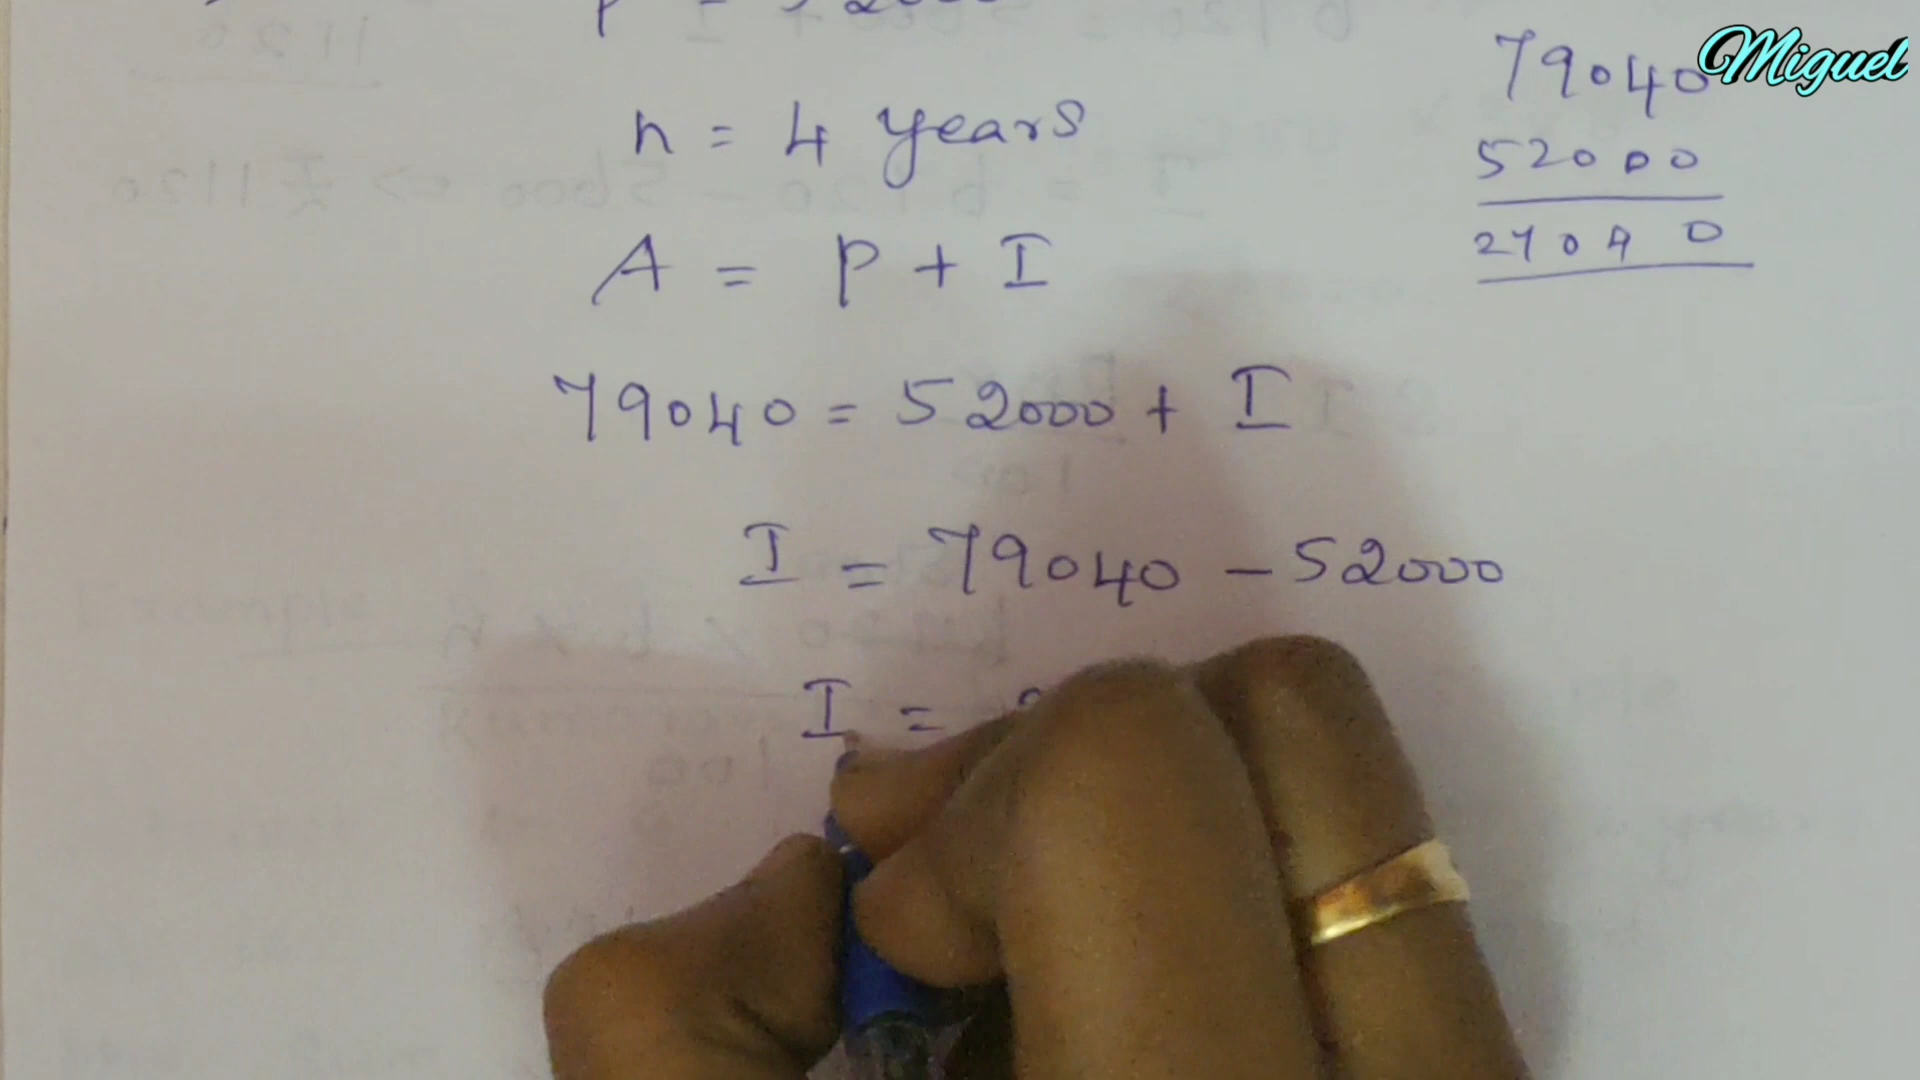 n = 4 years
A = P + I
79040 = 52000 + I
I = 79040 - 52000
I =
79040
52000
27040
Miguel